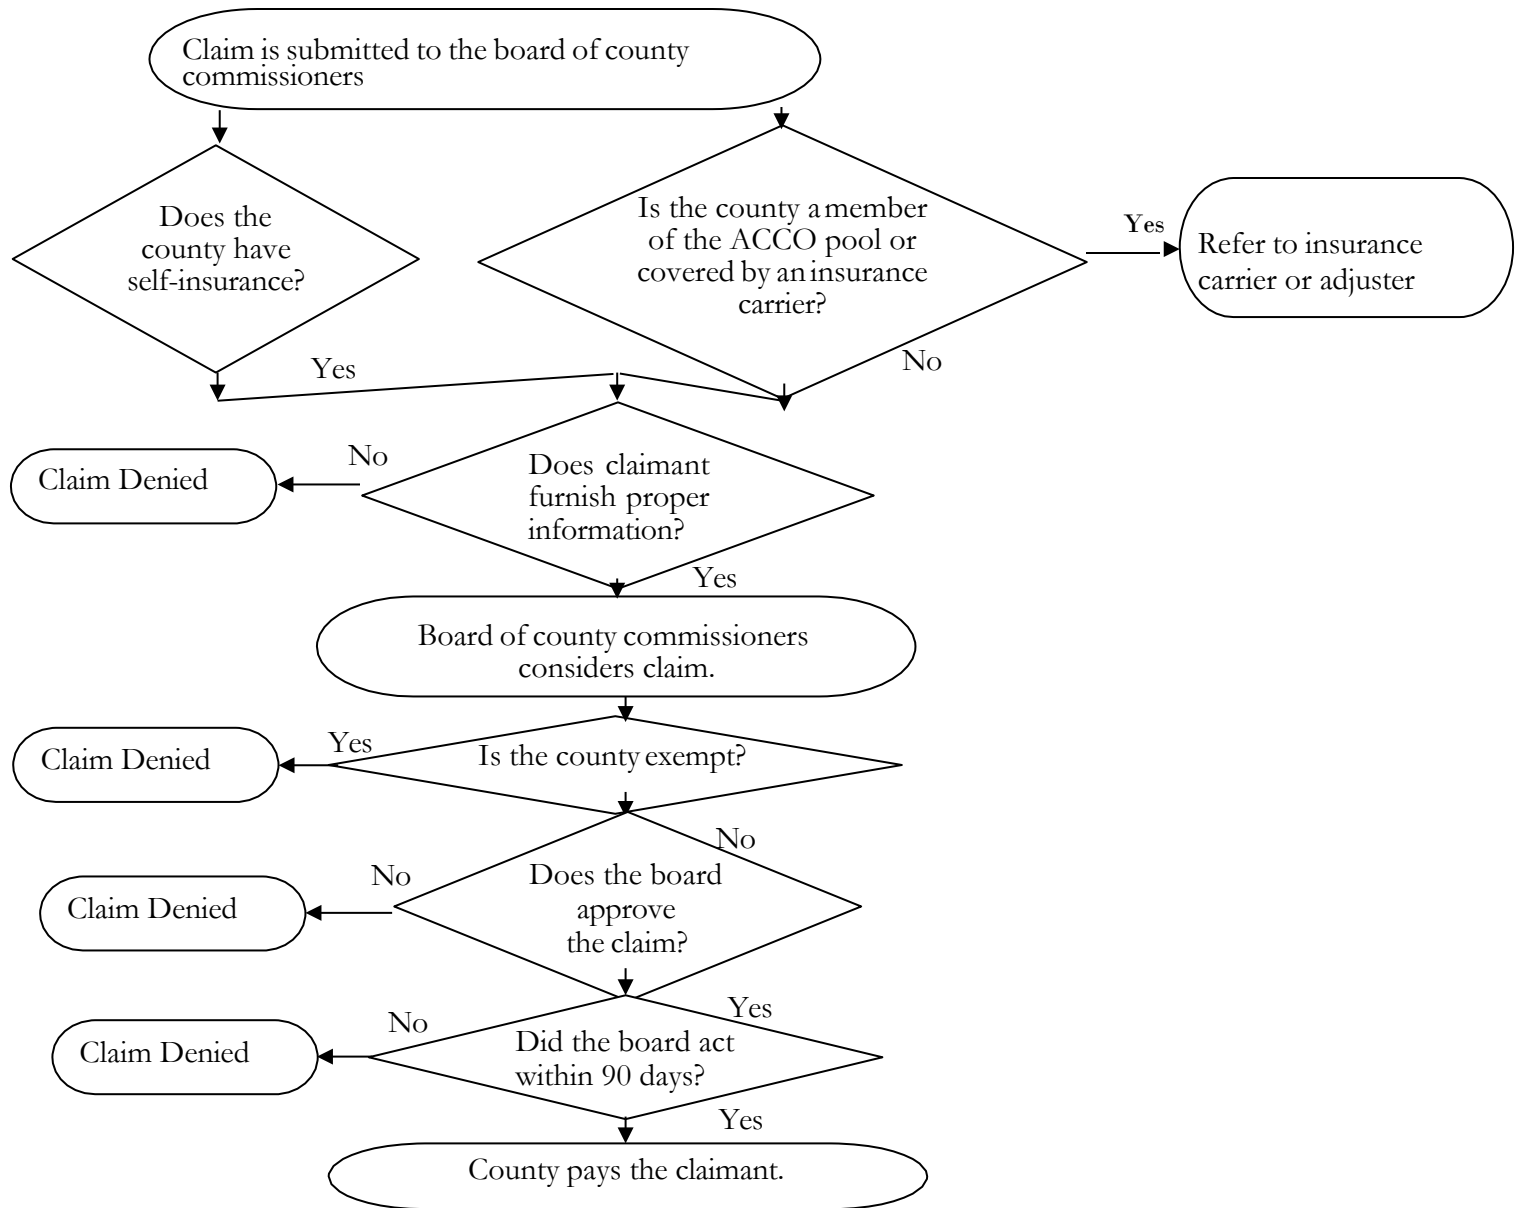 Claim is submitted to the board of county
commissioners
Does the
county have
self-insurance?
Is the county a member
of the ACCO pool or
covered by an insurance
carrier?
Yes
Refer to insurance
carrier or adjuster
Yes
No
Claim Denied
No
Does claimant
furnish proper
information?
Yes
Board of county commissioners
considers claim.
Claim Denied
Yes
Is the county exempt?
No
Claim Denied
No
Does the board
approve
the claim?
Yes
Claim Denied
No
Did the board act
within 90 days?
Yes
County pays the claimant.